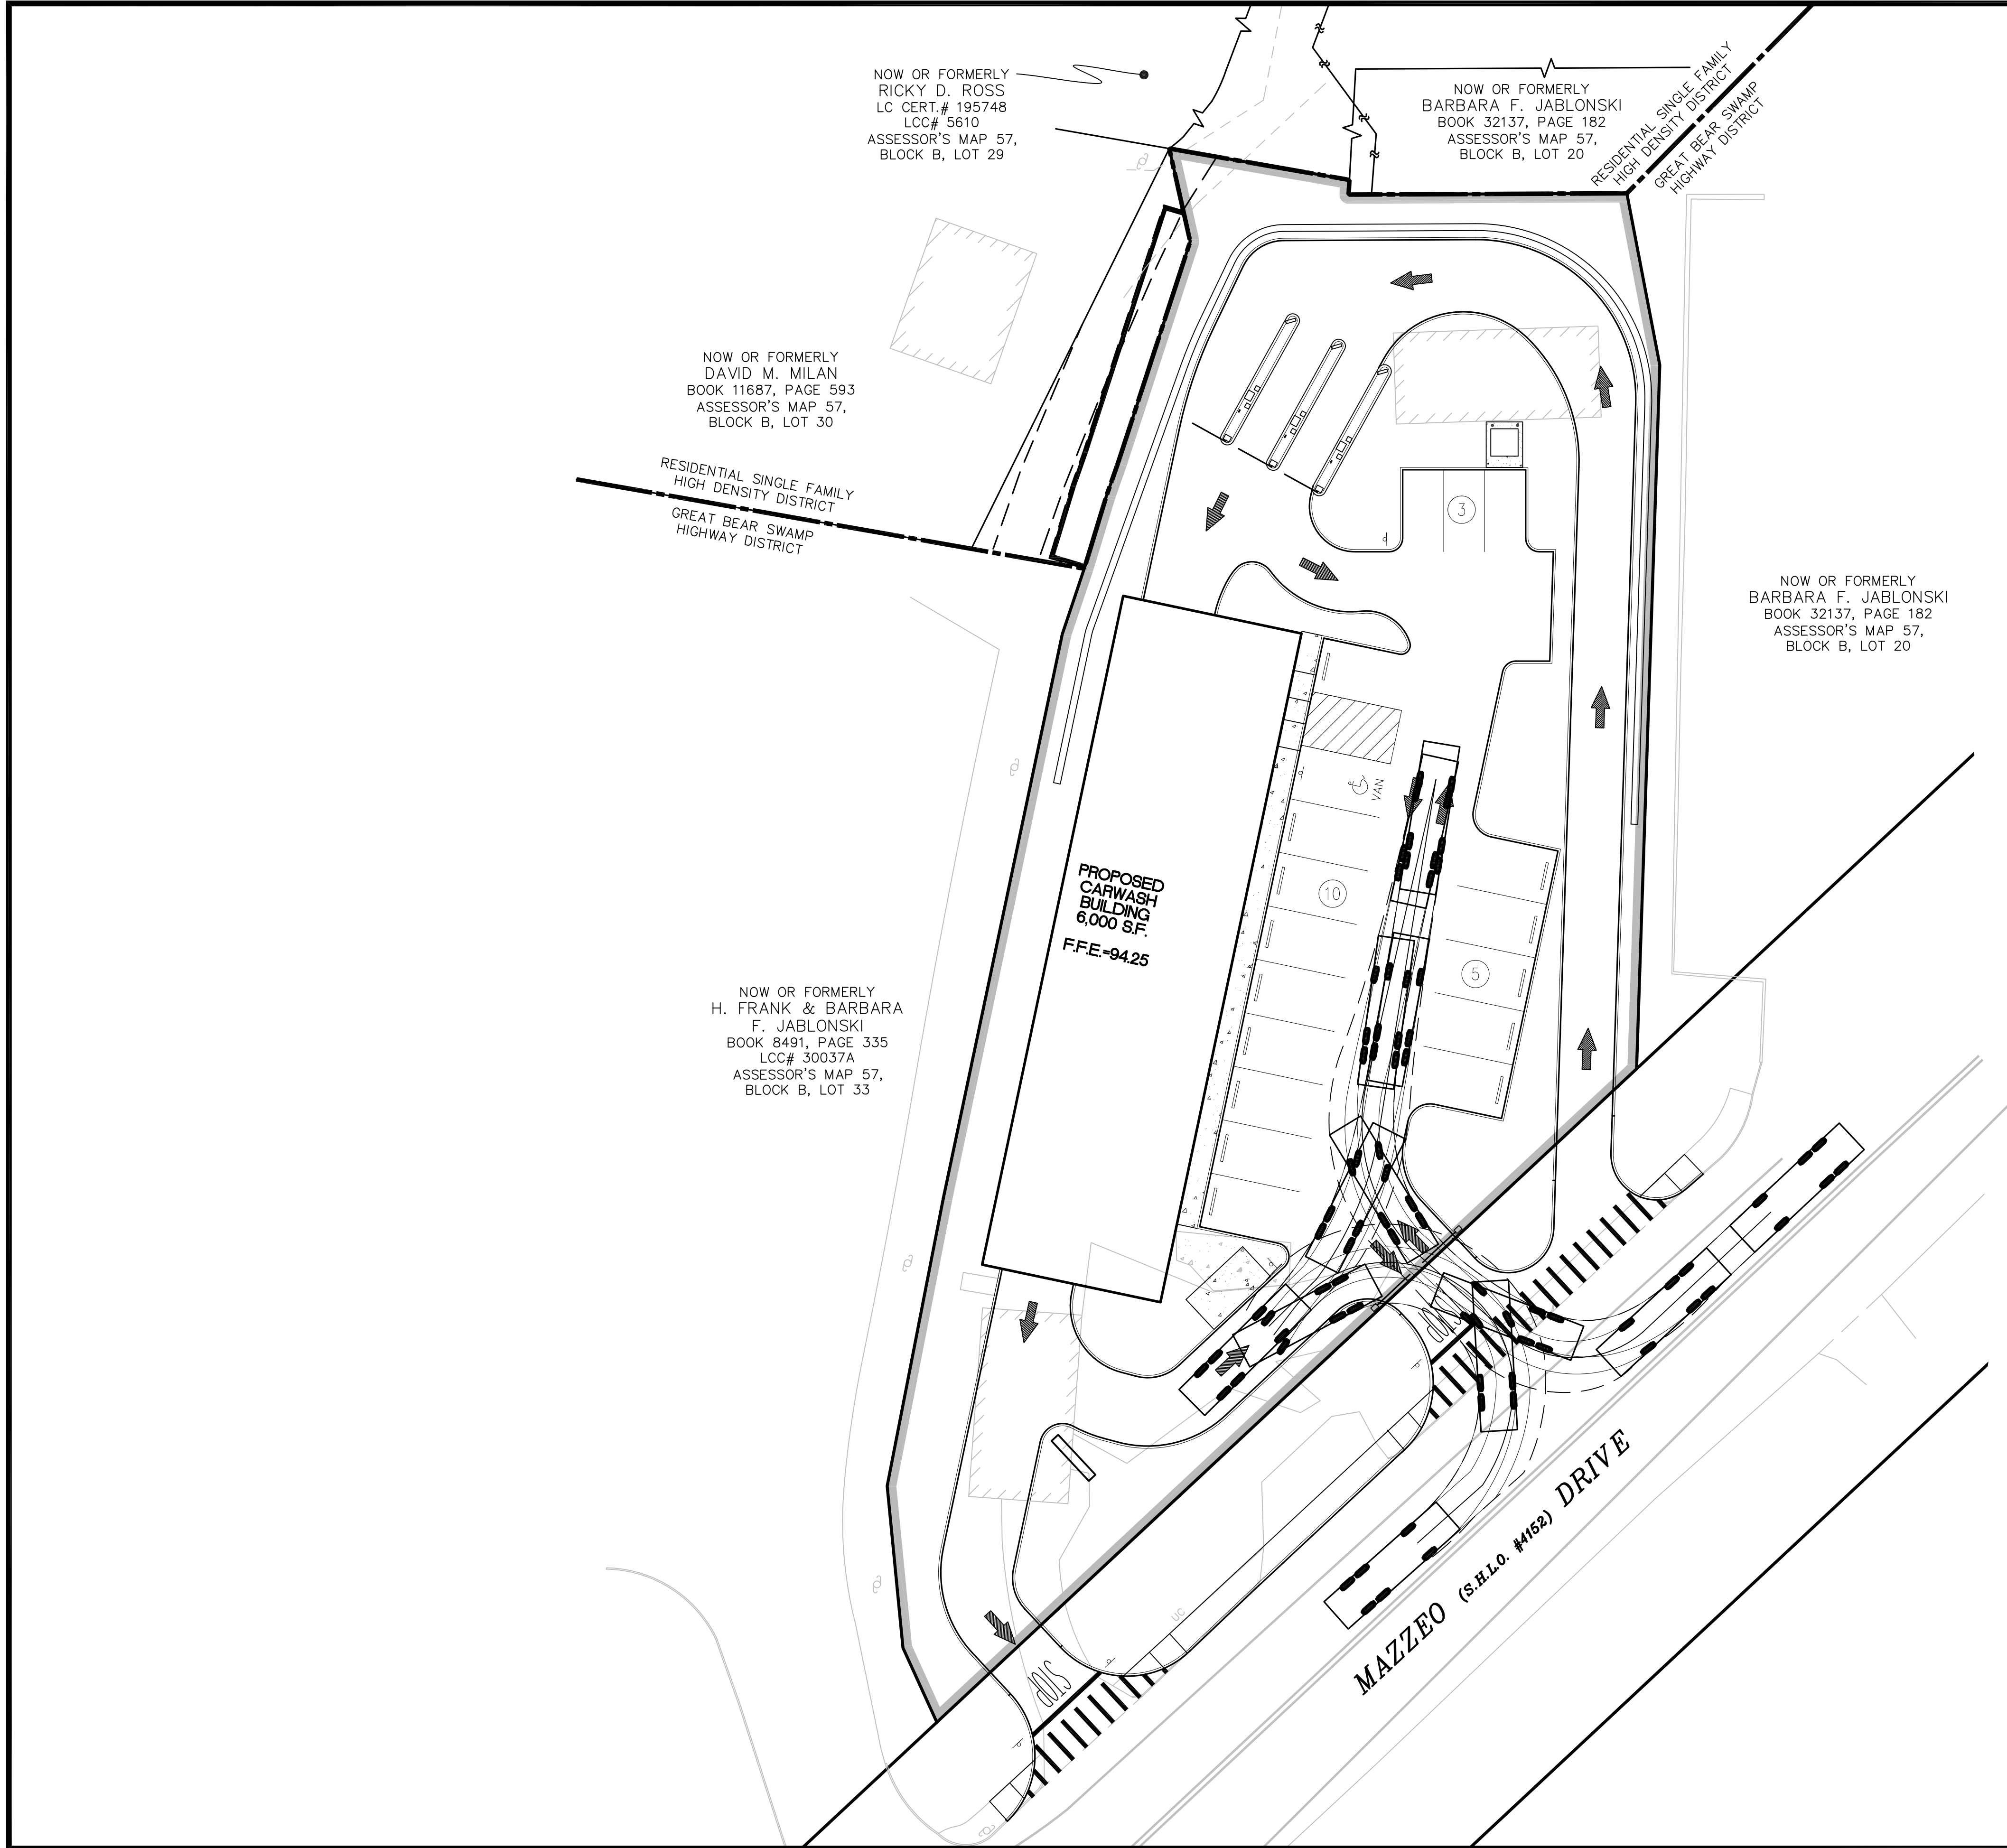 NOW OR FORMERLY
RICKY D. ROSS
LC CERT.# 195748
LCC# 5610
ASSESSOR'S MAP 57,
BLOCK B, LOT 29
NOW OR FORMERLY
BARBARA F. JABLONSKI
BOOK 32137, PAGE 182
ASSESSOR'S MAP 57,
BLOCK B, LOT 20
RESIDENTIAL SINGLE FAMILY
HIGH DENSITY DISTRICT
GREAT BEAR SWAMP
HIGHWAY DISTRICT
NOW OR FORMERLY
DAVID M. MILAN
BOOK 11687, PAGE 593
ASSESSOR'S MAP 57,
BLOCK B, LOT 30
RESIDENTIAL SINGLE FAMILY
HIGH DENSITY DISTRICT
GREAT BEAR SWAMP
HIGHWAY DISTRICT
3
NOW OR FORMERLY
BARBARA F. JABLONSKI
BOOK 32137, PAGE 182
ASSESSOR'S MAP 57,
BLOCK B, LOT 20
VAN
PROPOSED
CARWASH
BUILDING
6,000 S.F.
F.F.E.=94.25
10
5
NOW OR FORMERLY
H. FRANK & BARBARA
F. JABLONSKI
BOOK 8491, PAGE 335
LCC# 30037A
ASSESSOR'S MAP 57,
BLOCK B, LOT 33
STOP
MAZZEO (S.H.L.O. #4152) DRIVE
UC
STOP